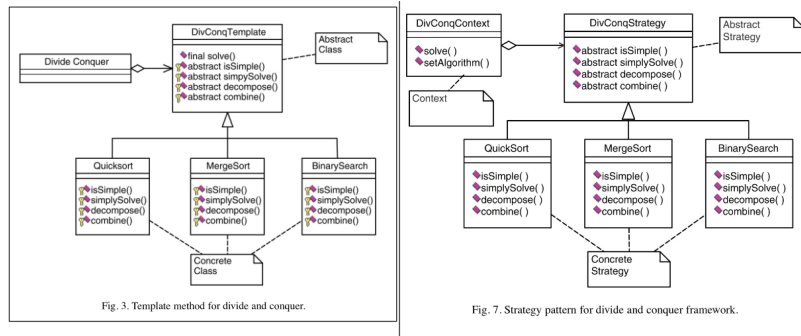 DivConqTemplate
final solve()
abstract isSimple()
abstract simpySolve()
abstract decompose()
abstract combine()
Abstract
Class
Divide Conquer
Quicksort
isSimple()
simplySolve()
decompose()
combine()
MergeSort
isSimple()
simplySolve()
decompose()
combine()
BinarySearch
isSimple()
simplySolve()
decompose()
combine()
Concrete
Class
Fig. 3. Template method for divide and conquer.
DivConqContext
solve( )
setAlgorithm( )
DivConqStrategy
abstract isSimple( )
abstract simplySolve( )
abstract decompose( )
abstract combine( )
Abstract
Strategy
Context
QuickSort
isSimple( )
simplySolve( )
decompose( )
combine( )
MergeSort
isSimple( )
simplySolve( )
decompose( )
combine( )
BinarySearch
isSimple( )
simplySolve( )
decompose( )
combine( )
Concrete
Strategy
Fig. 7. Strategy pattern for divide and conquer framework.